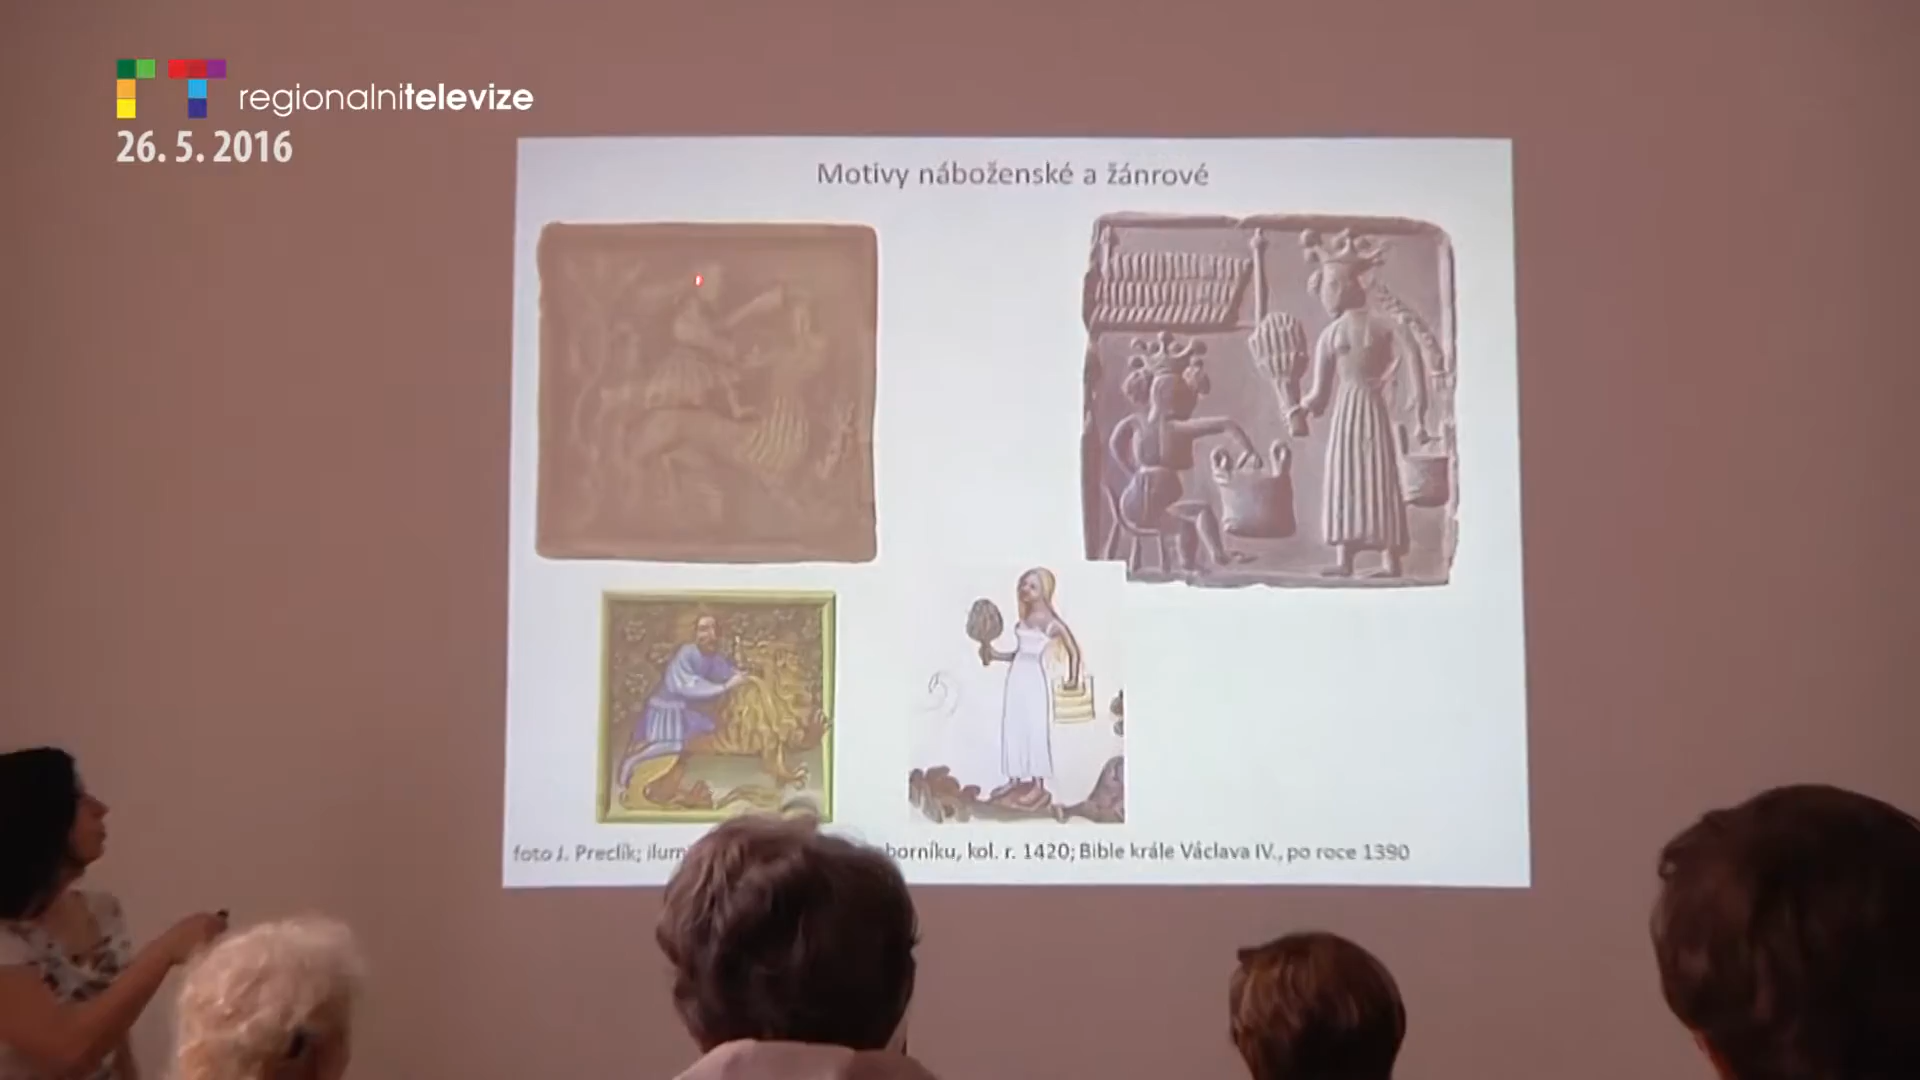 regionalnitelevize
26. 5. 2016
Motivy náboženské a žánrové
foto J. Preclík; borníku, kol. r. 1420; Bible krále Václava IV., po roce 1390